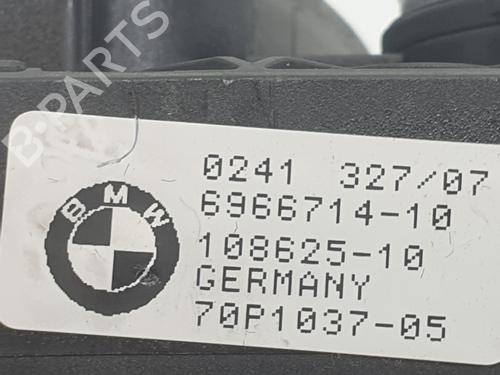 B-PARTS
BMW
0241 327/07
6966714-10
108625-10
GERMANY
70P1037-05